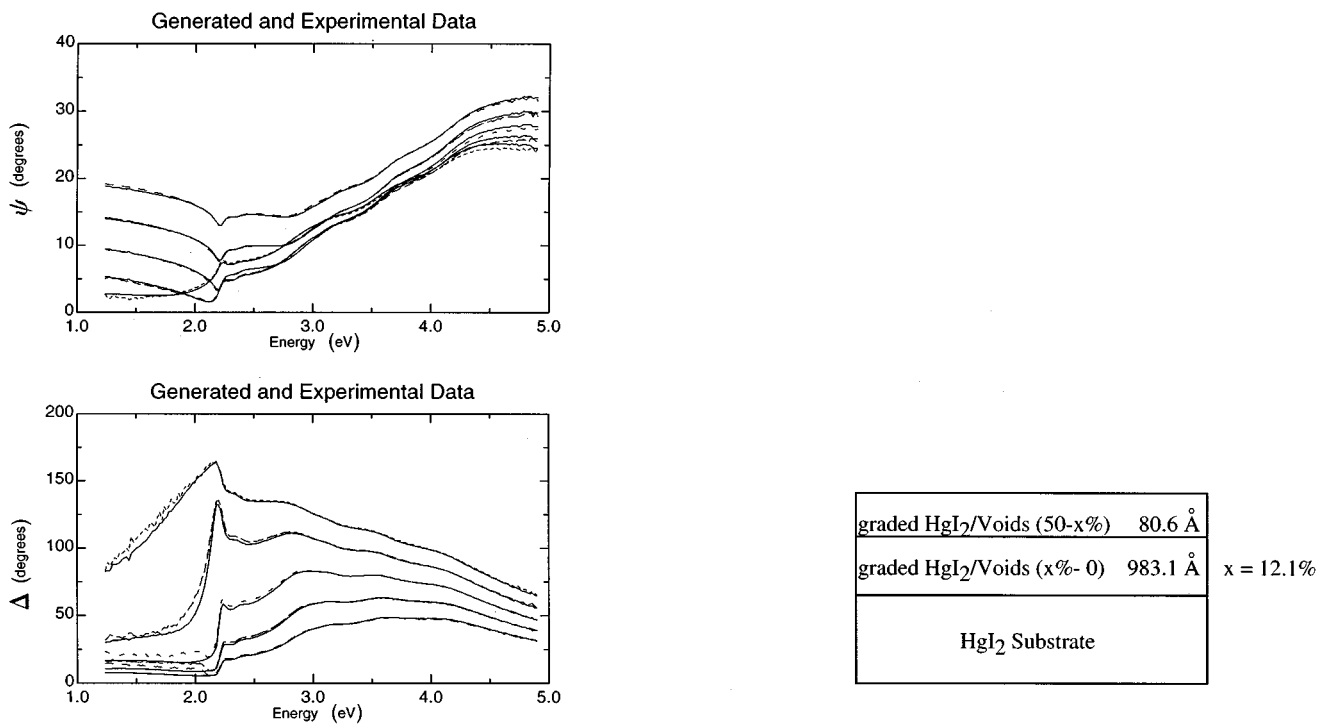 Generated and Experimental Data
40
30
20
10
0
ψ (degrees)
1.0 2.0 3.0 4.0 5.0
Energy (eV)
Generated and Experimental Data
200
150
100
50
0
Δ (degrees)
1.0 2.0 3.0 4.0 5.0
Energy (eV)
graded HgI2/Voids (50-x%) 80.6 Å
graded HgI2/Voids (x%- 0) 983.1 Å x = 12.1%
HgI2 Substrate